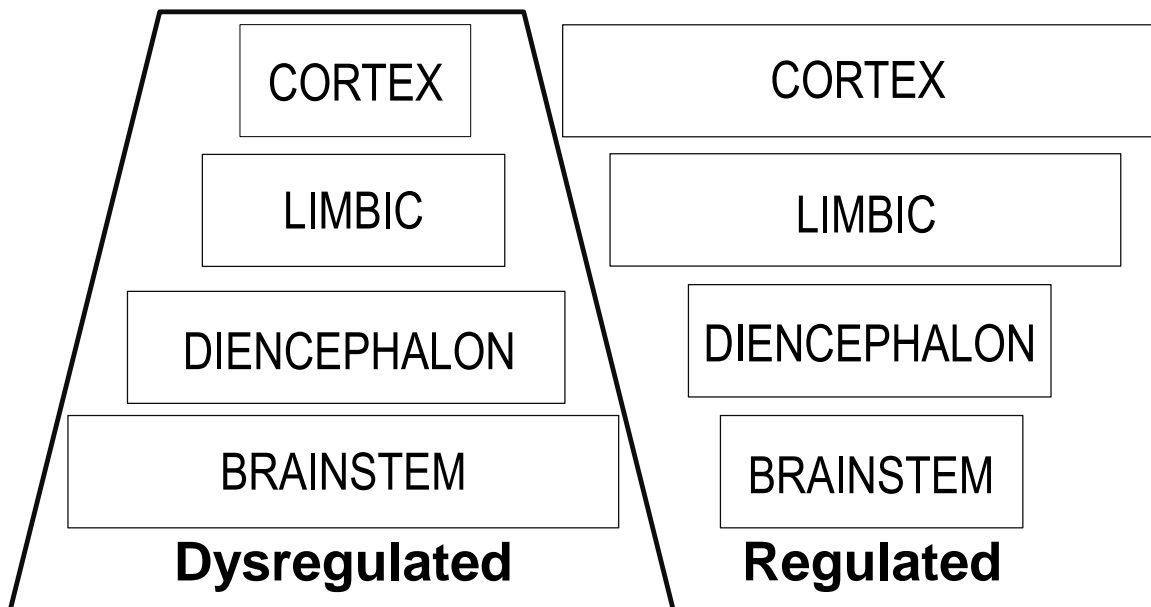 CORTEX
LIMBIC
DIENCEPHALON
BRAINSTEM
Dysregulated
CORTEX
LIMBIC
DIENCEPHALON
BRAINSTEM
Regulated